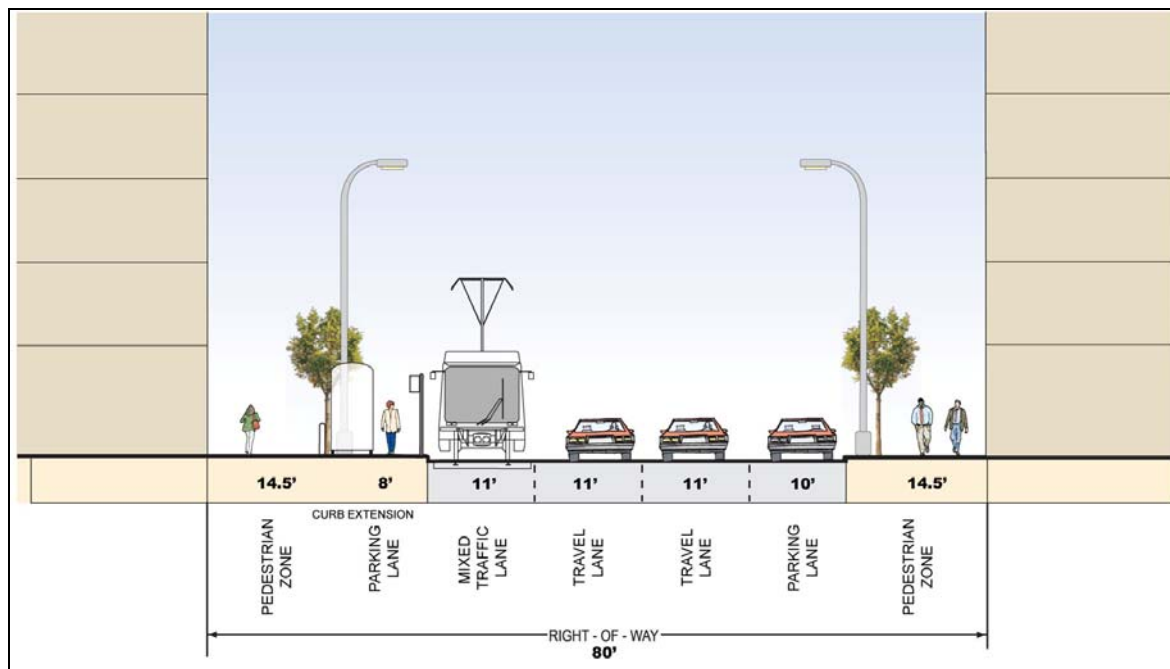 14.5’ 8’ 11’ 11’ 11’ 10’ 14.5’
CURB EXTENSION
PEDESTRIAN
ZONE
PARKING
LANE
MIXED
TRAFFIC
LANE
TRAVEL
LANE
TRAVEL
LANE
PARKING
LANE
PEDESTRIAN
ZONE
RIGHT - OF - WAY
80’